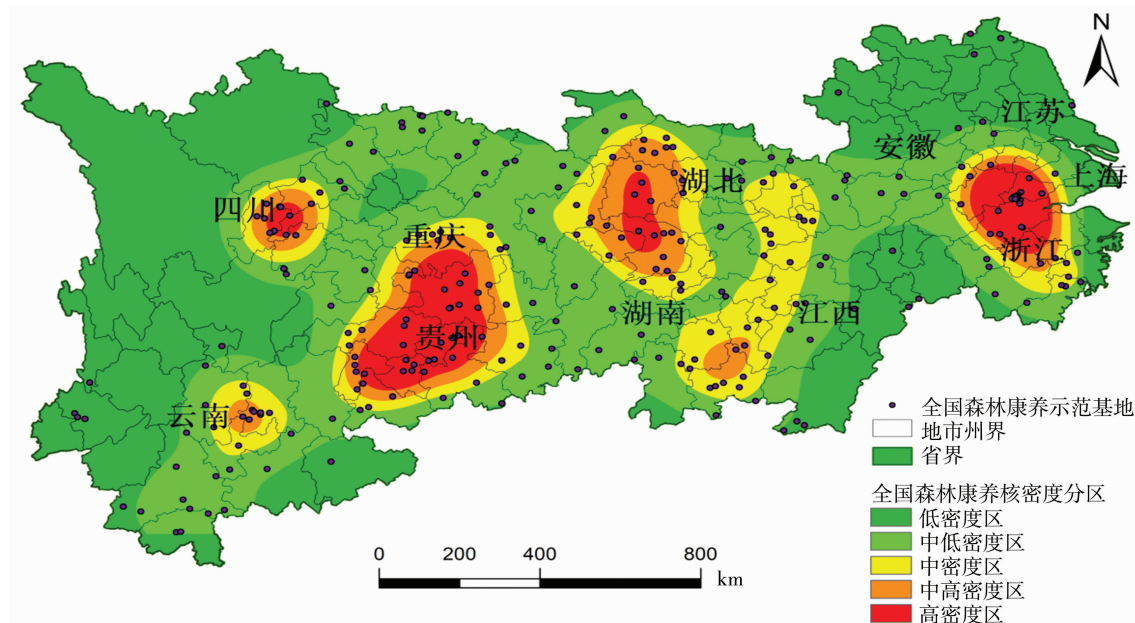 N
江苏
安徽
上海
湖北
四川
重庆
浙江
湖南
江西
贵州
云南
全国森林康养示范基地
地市州界
省界
全国森林康养核密度分区
低密度区
中低密度区
中密度区
中高密度区
高密度区
0 200 400 800
km